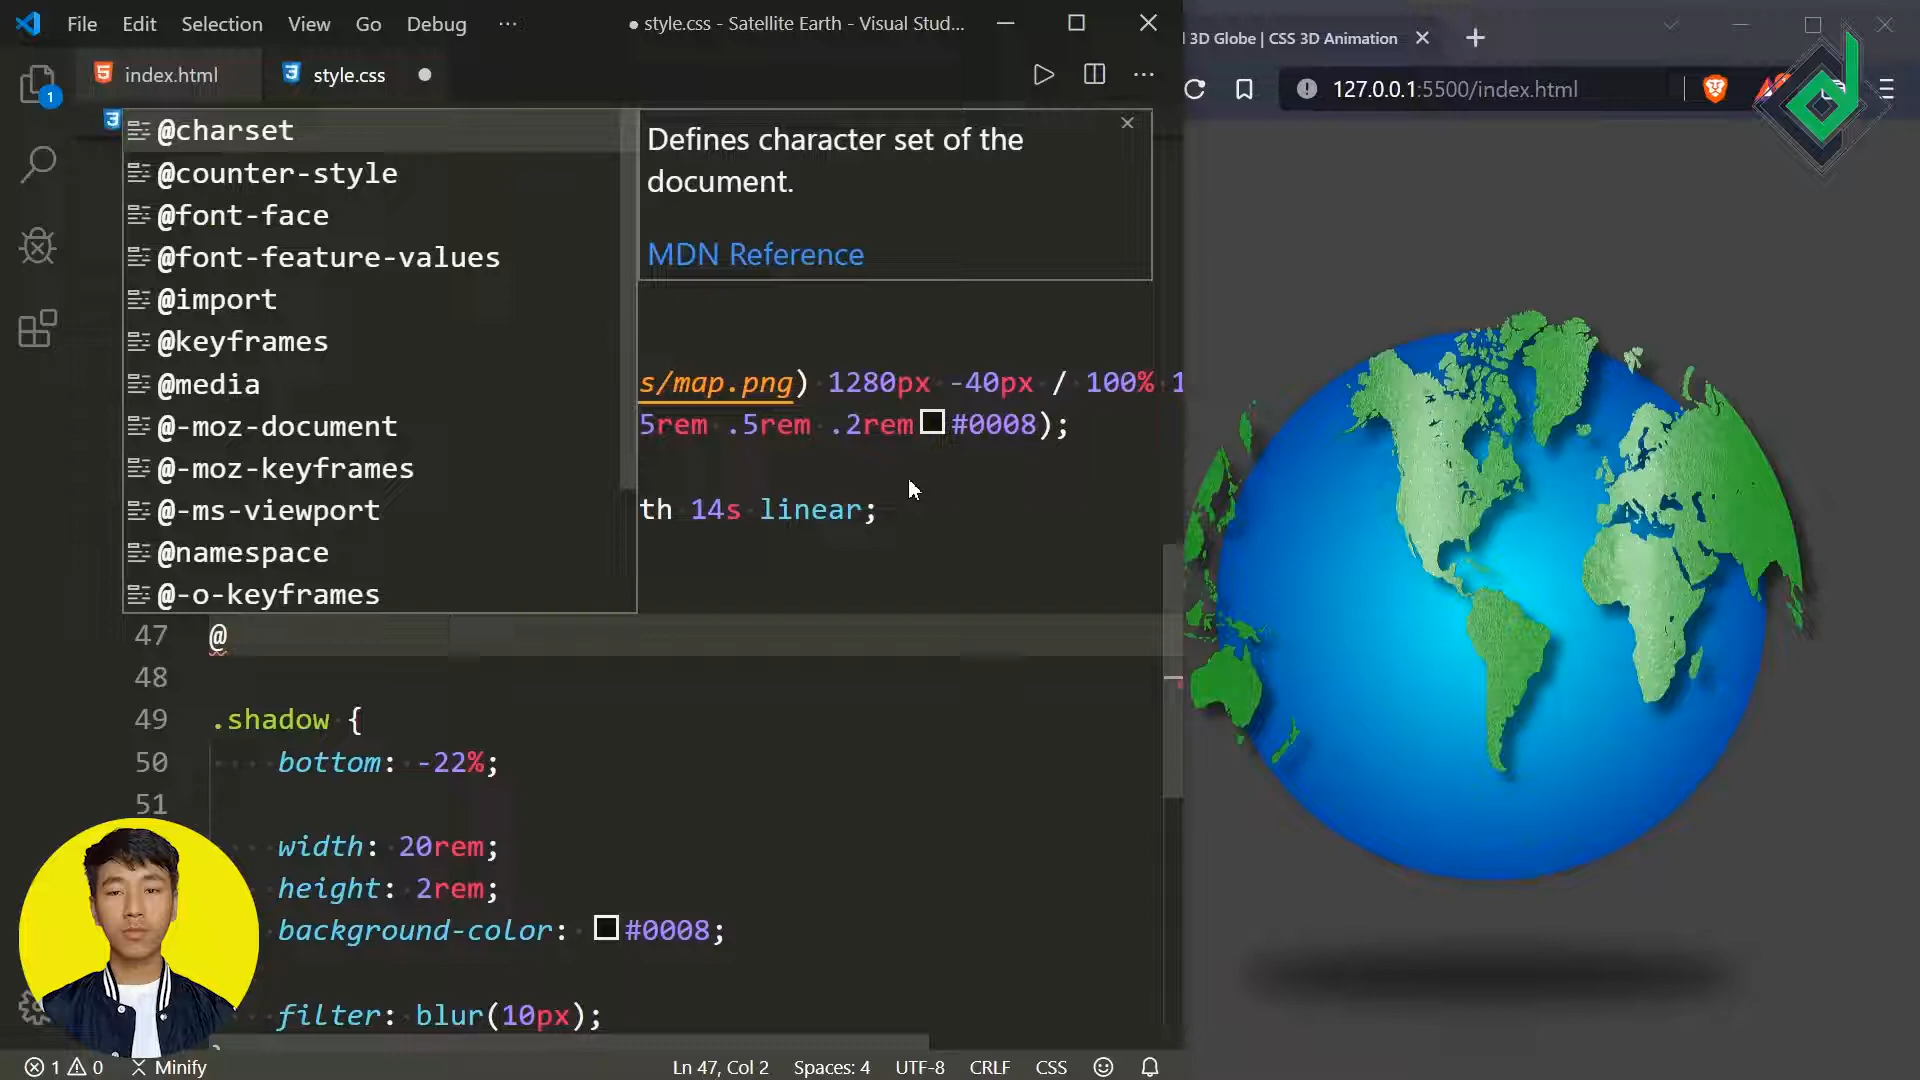 File Edit Selection View Go Debug ···
● style.css - Satellite Earth - Visual Stud...
index.html
style.css
@charset
@counter-style
@font-face
@font-feature-values
@import
@keyframes
@media
@-moz-document
@-moz-keyframes
@-ms-viewport
@namespace
@-o-keyframes
Defines character set of the
document.
MDN Reference
s/map.png) 1280px -40px / 100% 1
5rem .5rem .2rem #0008);
th 14s linear;
47 @
48
49 .shadow {
50 bottom: -22%;
51
width: 20rem;
height: 2rem;
background-color: #0008;
filter: blur(10px);
1 0 Minify
Ln 47, Col 2 Spaces: 4 UTF-8 CRLF CSS
1
3D Globe | CSS 3D Animation
127.0.0.1:5500/index.html